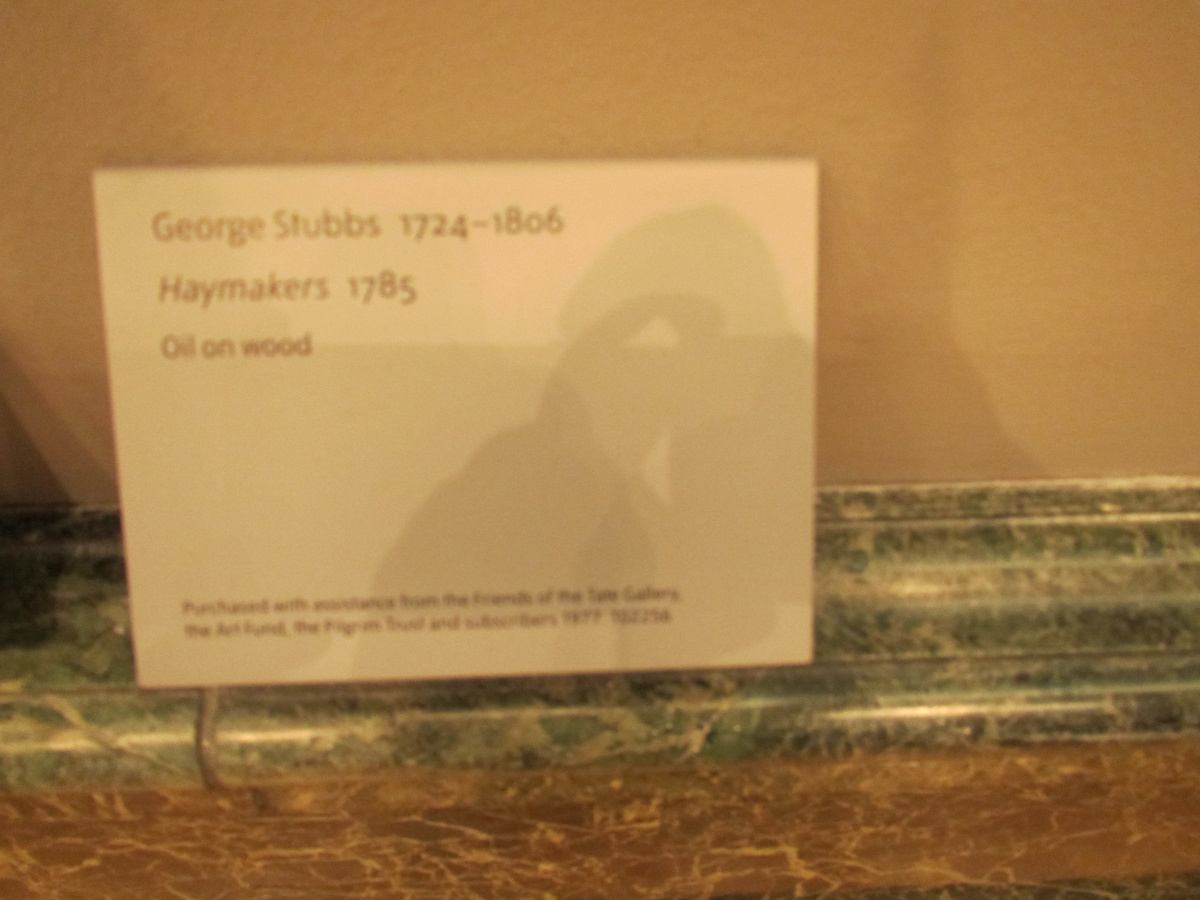 George Stubbs 1724–1806
Haymakers 1785
Oil on wood
Purchased with assistance from the Friends of the Tate Gallery,
the Art Fund, the Pilgrim Trust and subscribers 1977 T02256